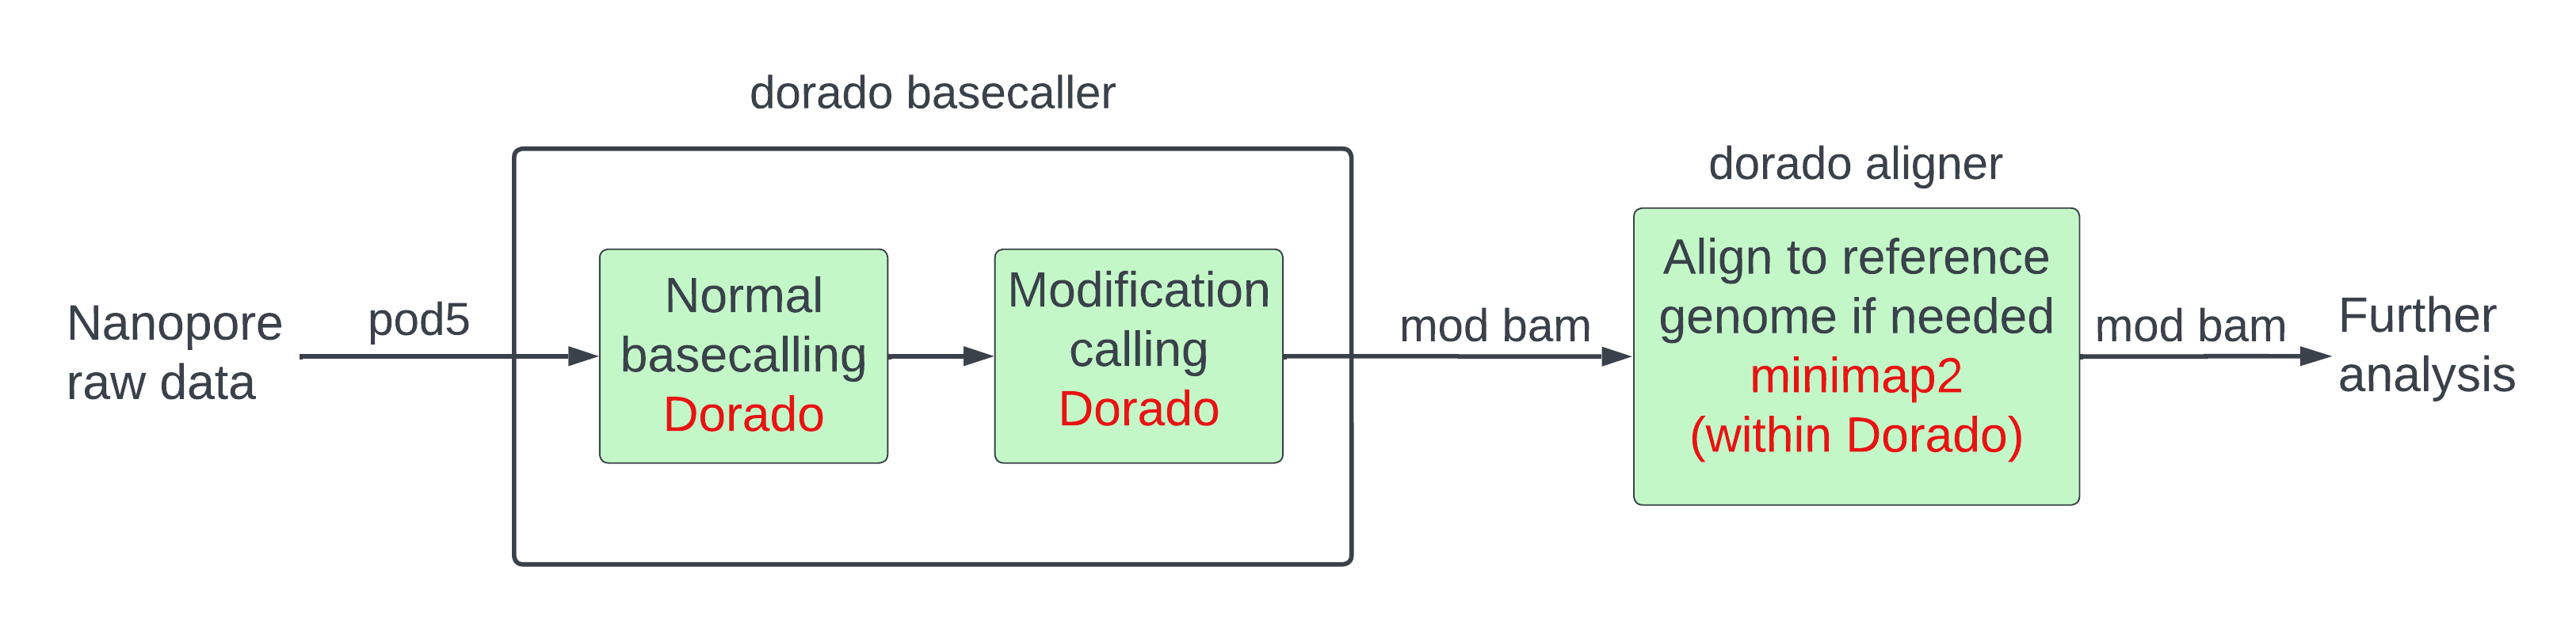 dorado basecaller
dorado aligner
Nanopore
raw data
pod5
Normal
basecalling
Dorado
Modification
calling
Dorado
mod bam
Align to reference
genome if needed
minimap2
(within Dorado)
mod bam
Further
analysis